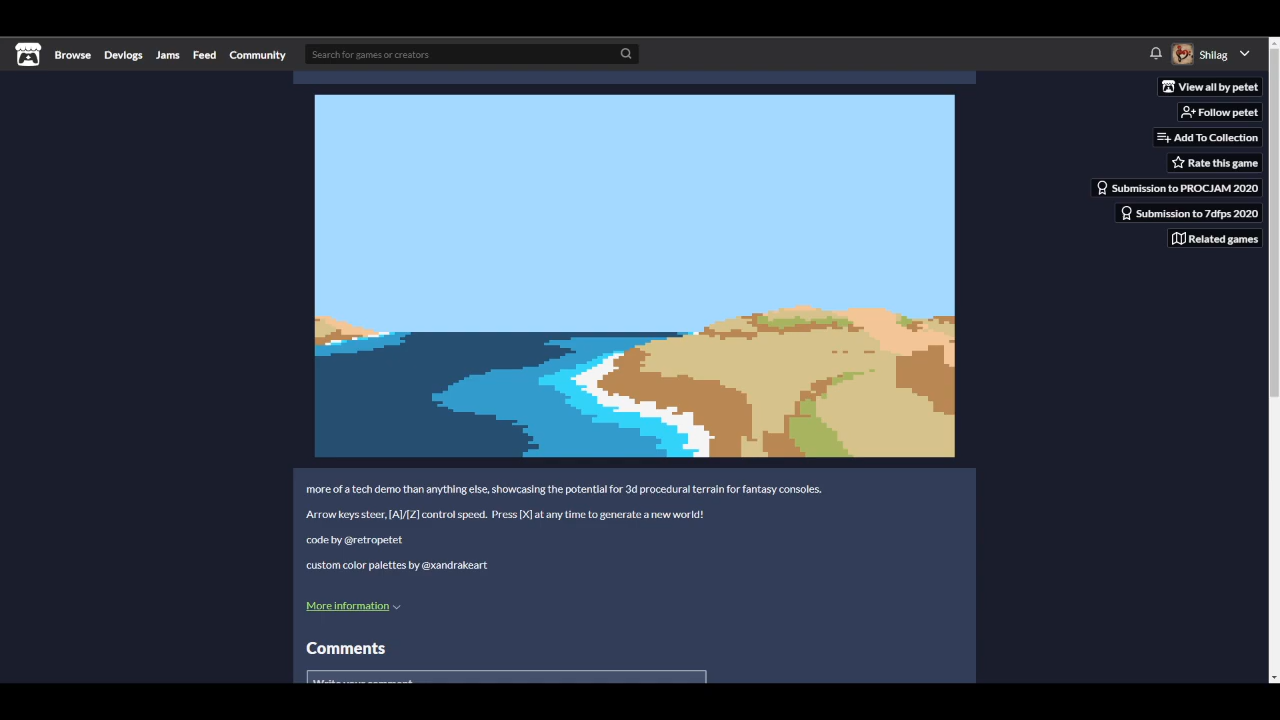 Browse Devlogs Jams Feed Community Search for games or creators Shilag
View all by petet
Follow petet
Add To Collection
Rate this game
Submission to PROCJAM 2020
Submission to 7dfps 2020
Related games
more of a tech demo than anything else, showcasing the potential for 3d procedural terrain for fantasy consoles.
Arrow keys steer, [A]/[Z] control speed. Press [X] at any time to generate a new world!
code by @retropetet
custom color palettes by @xandrakeart
More information
Comments
Write your comment